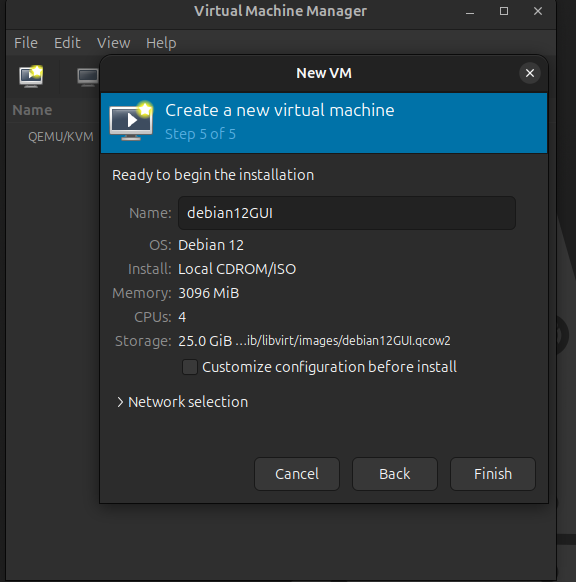 Virtual Machine Manager
File Edit View Help
New VM
Name
QEMU/KVM
Create a new virtual machine
Step 5 of 5
Ready to begin the installation
Name: debian12GUI
OS: Debian 12
Install: Local CDROM/ISO
Memory: 3096 MiB
CPUs: 4
Storage: 25.0 GiB ...ib/libvirt/images/debian12GUI.qcow2
Customize configuration before install
Network selection
Cancel Back Finish